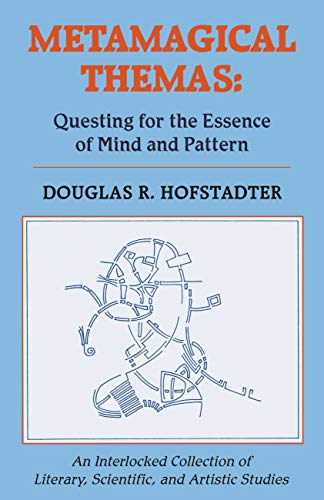 METAMAGICAL
THEMAS:
Questing for the Essence
of Mind and Pattern
DOUGLAS R. HOFSTADTER
An Interlocked Collection of
Literary, Scientific, and Artistic Studies